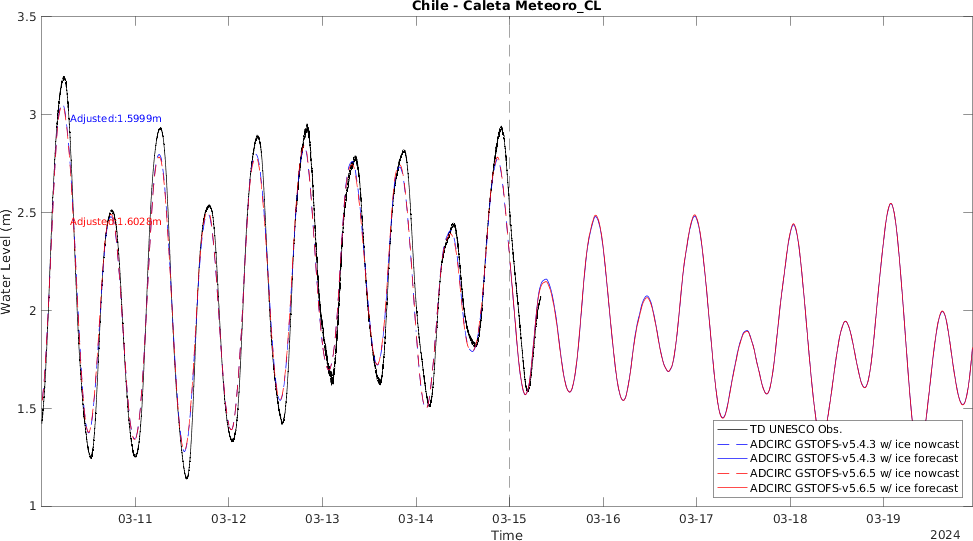 Chile - Caleta Meteoro_CL
3.5
3
2.5
2
1.5
1
Water Level (m)
Adjusted:1.5999m
Adjusted:1.6028m
TD UNESCO Obs.
ADCIRC GSTOFS-v5.4.3 w/ ice nowcast
ADCIRC GSTOFS-v5.4.3 w/ ice forecast
ADCIRC GSTOFS-v5.6.5 w/ ice nowcast
ADCIRC GSTOFS-v5.6.5 w/ ice forecast
03-11 03-12 03-13 03-14 03-15 03-16 03-17 03-18 03-19
Time
2024